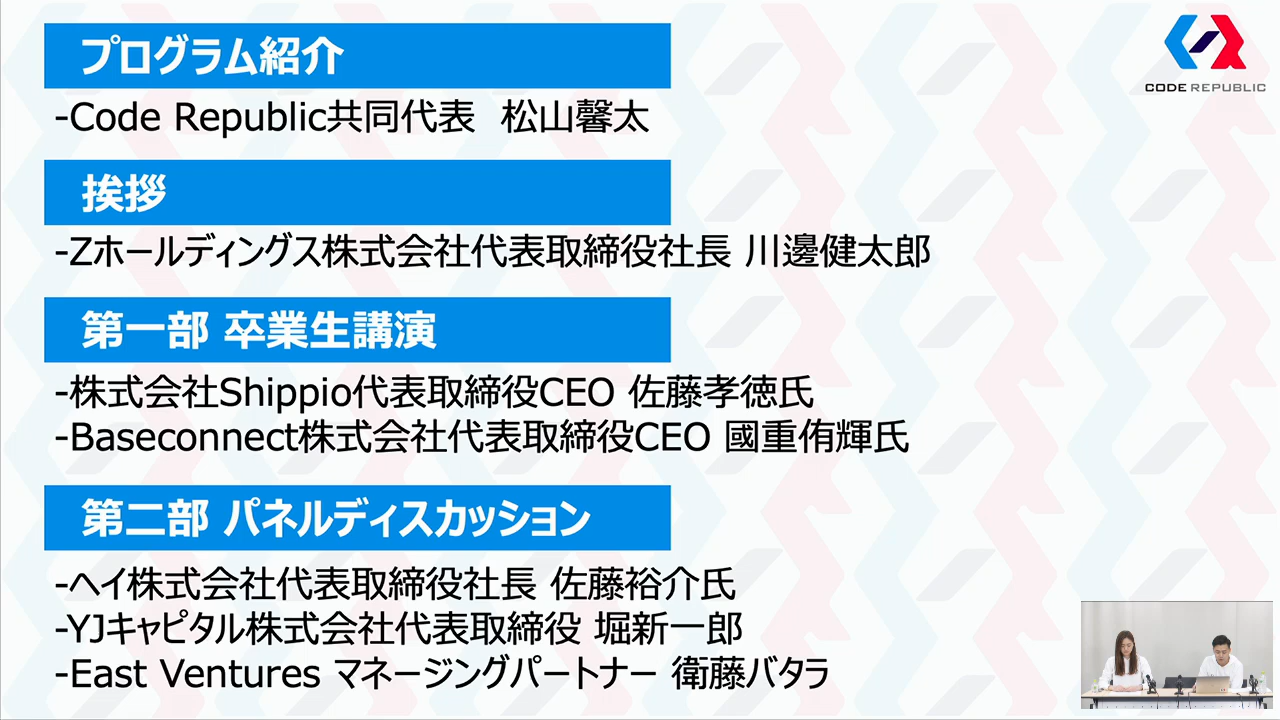 プログラム紹介
CODE REPUBLIC
-Code Republic共同代表 松山馨太
挨拶
-Zホールディングス株式会社代表取締役社長 川邊健太郎
第一部 卒業生講演
-株式会社Shippio代表取締役CEO 佐藤孝徳氏
-Baseconnect株式会社代表取締役CEO 國重侑輝氏
第二部 パネルディスカッション
-ヘイ株式会社代表取締役社長 佐藤裕介氏
-YJキャピタル株式会社代表取締役 堀新一郎
-East Ventures マネージングパートナー 衛藤バタラ